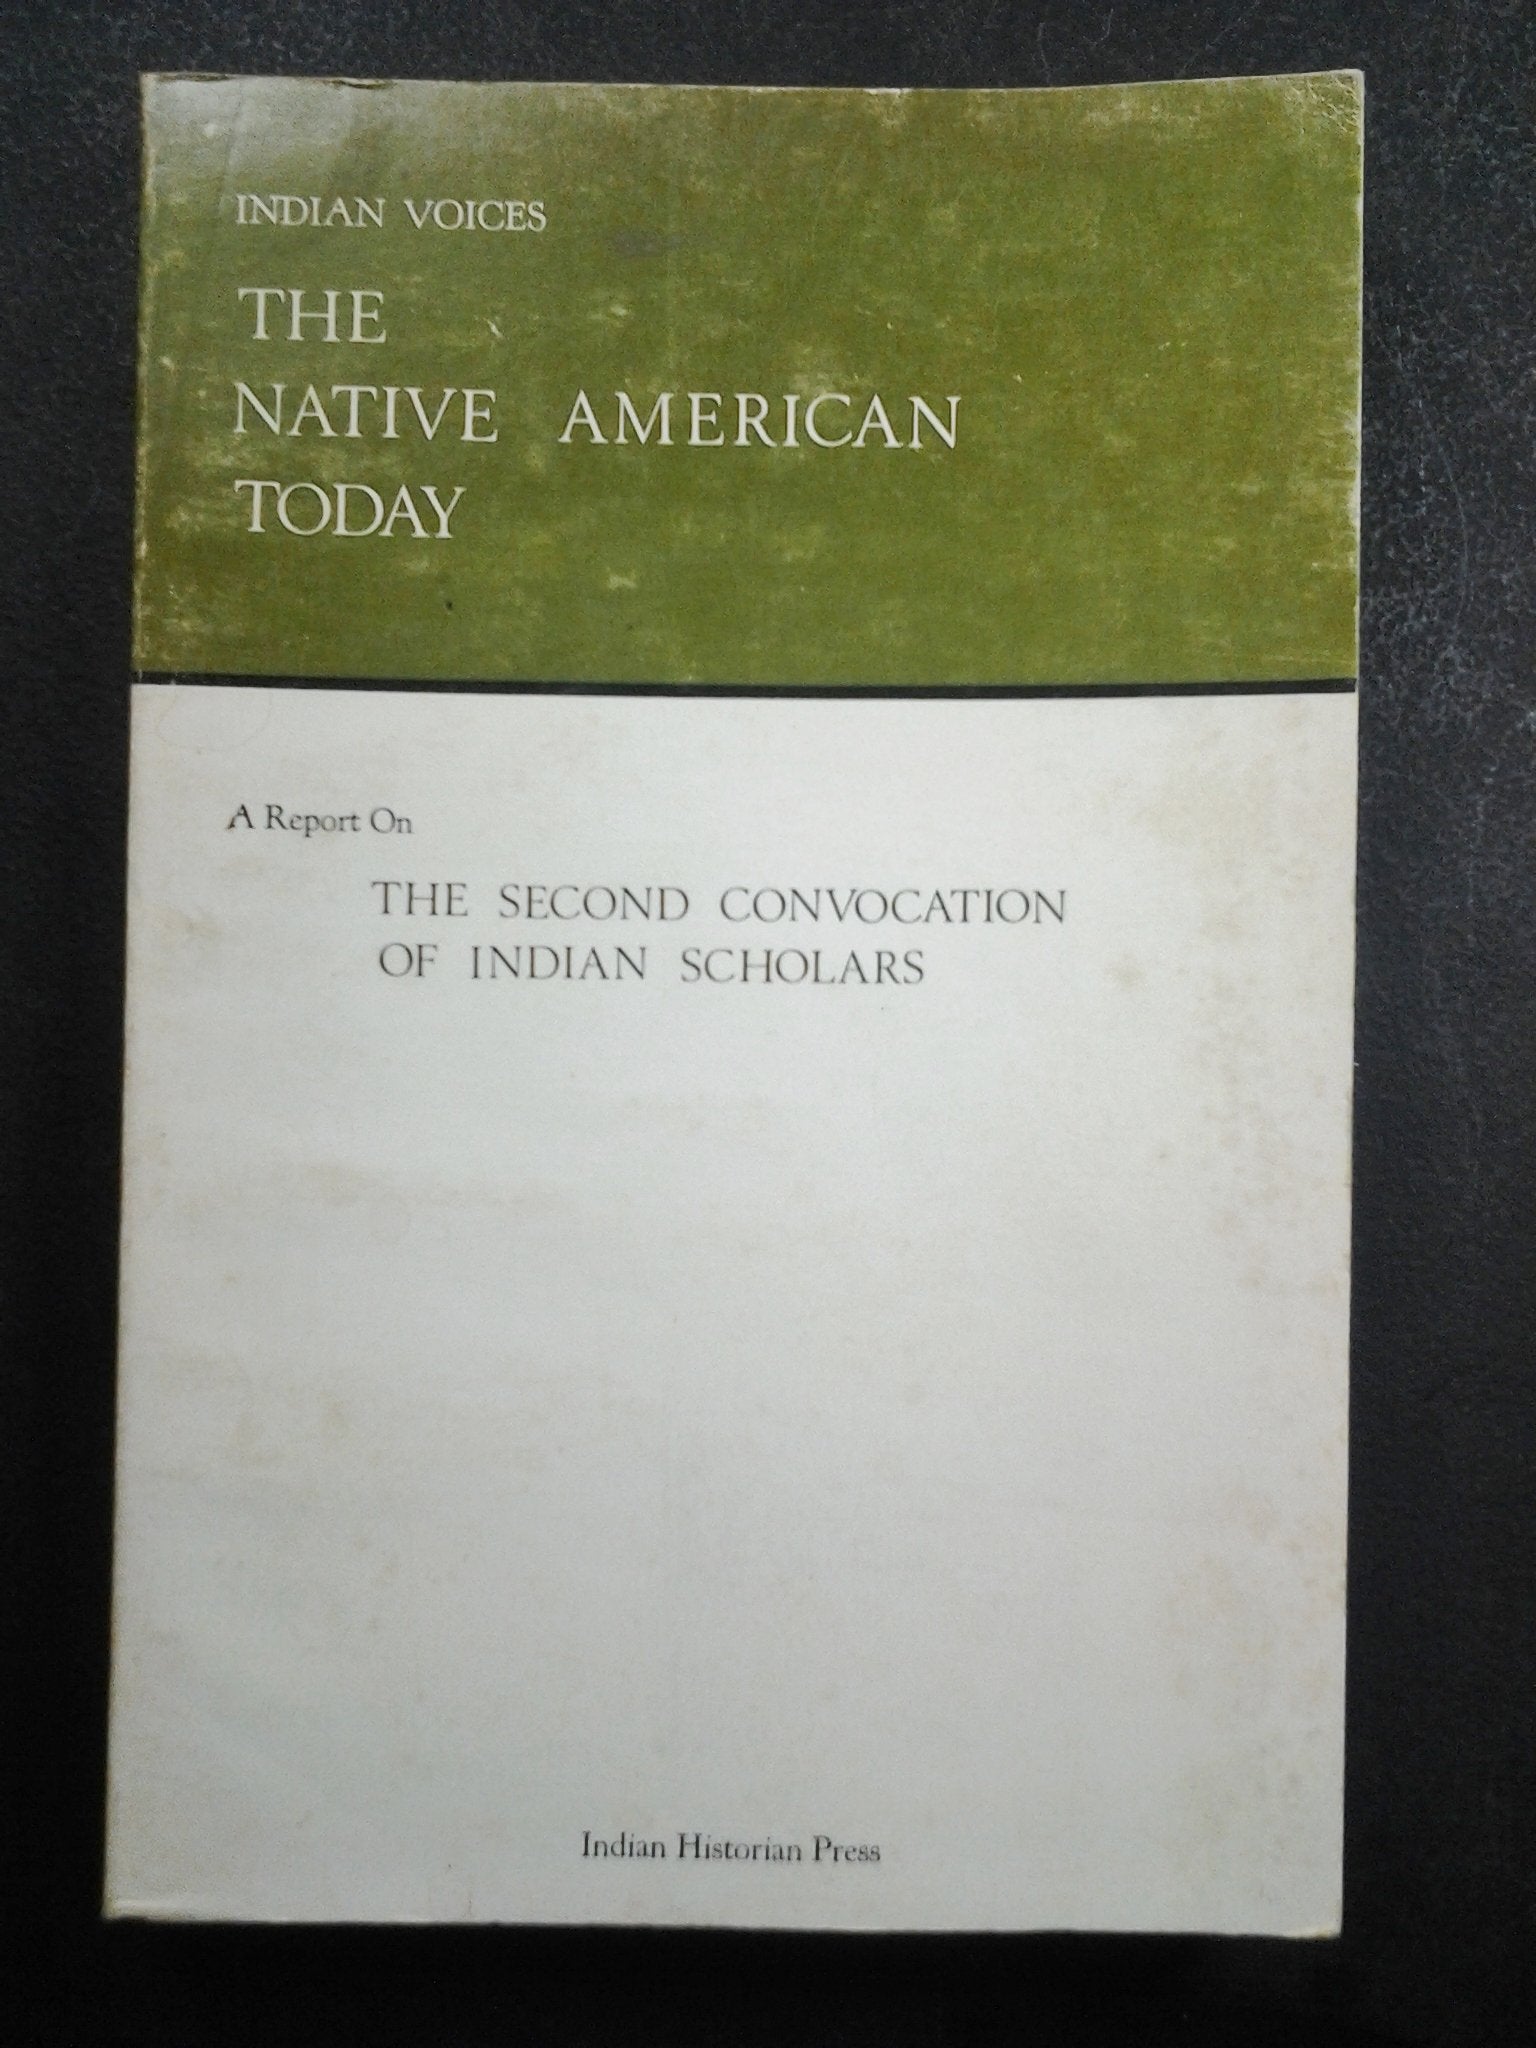 INDIAN VOICES
THE
NATIVE AMERICAN
TODAY
A Report On
THE SECOND CONVOCATION
OF INDIAN SCHOLARS
Indian Historian Press